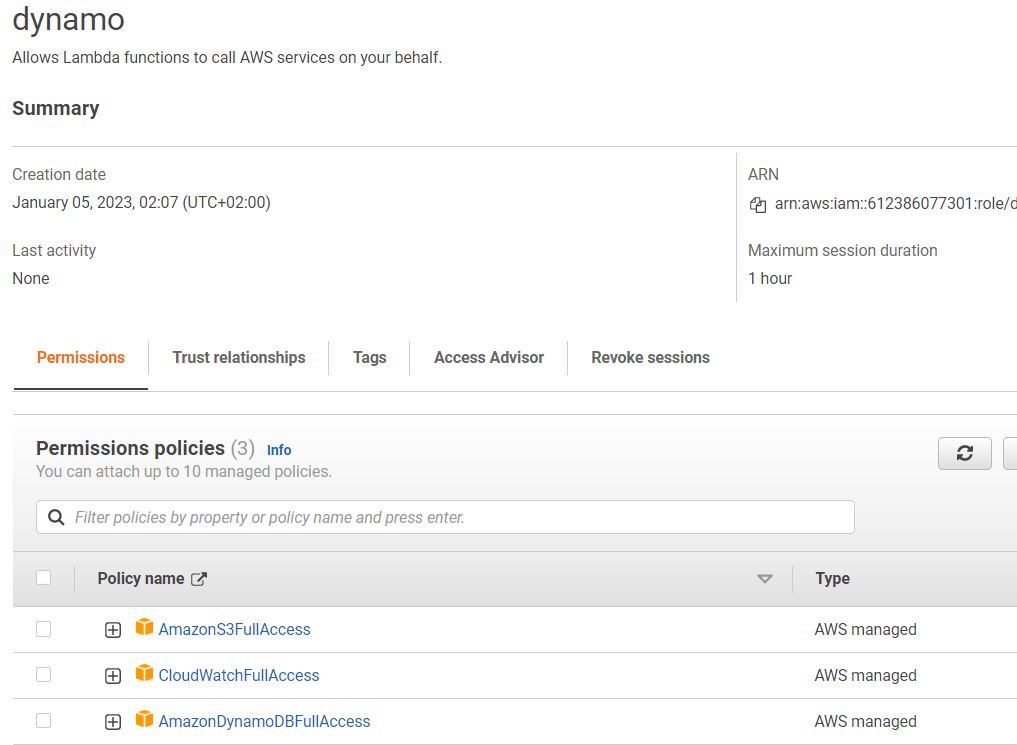 dynamo
Allows Lambda functions to call AWS services on your behalf.
Summary
Creation date
January 05, 2023, 02:07 (UTC+02:00)
ARN
arn:aws:iam::612386077301:role/d
Last activity
None
Maximum session duration
1 hour
Permissions
Trust relationships
Tags
Access Advisor
Revoke sessions
Permissions policies (3) Info
You can attach up to 10 managed policies.
Filter policies by property or policy name and press enter.
Policy name
Type
AmazonS3FullAccess
AWS managed
CloudWatchFullAccess
AWS managed
AmazonDynamoDBFullAccess
AWS managed